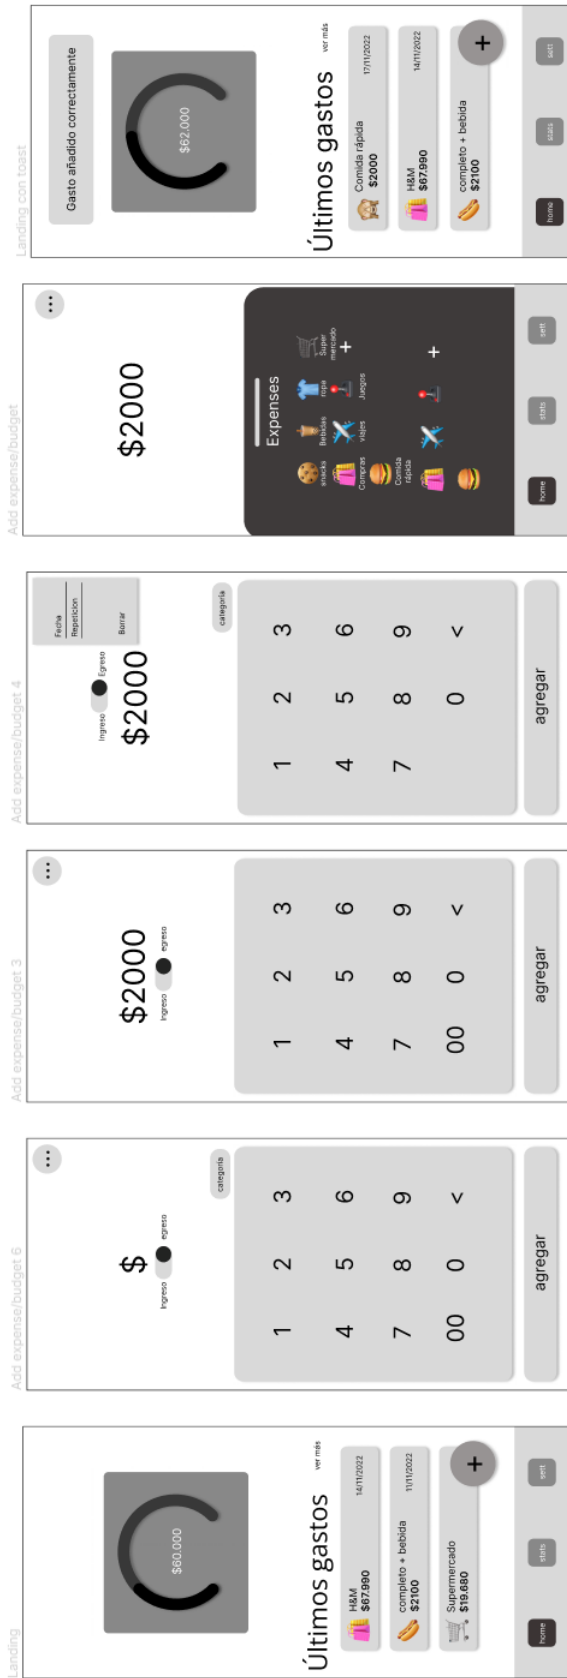 Landing
$60.000
Últimos gastos
ver más
H&M
14/11/2022
$67.990
completo + bebida
11/11/2022
$2100
Supermercado
$19.680
+
home
stats
sett
Add expense/budget 6
...
$
Ingreso
egreso
categoría
1 2 3
4 5 6
7 8 9
00 0 <
agregar
Add expense/budget 3
...
$2000
Ingreso
egreso
1 2 3
4 5 6
7 8 9
00 0 <
agregar
Add expense/budget 4
Fecha
Repeticion
Borrar
Ingreso
Egreso
$2000
categoría
1 2 3
4 5 6
7 8 9
0 <
agregar
Add expense/budget
...
$2000
Expenses
snacks
Bebidas
ropa
Super
mercado
Compras
viajes
Juegos
+
Comida
rápida
+
home
stats
sett
Landing con toast
Gasto añadido correctamente
$62.000
Últimos gastos
ver más
Comida rápida
17/11/2022
$2000
H&M
14/11/2022
$67.990
completo + bebida
$2100
+
home
stats
sett